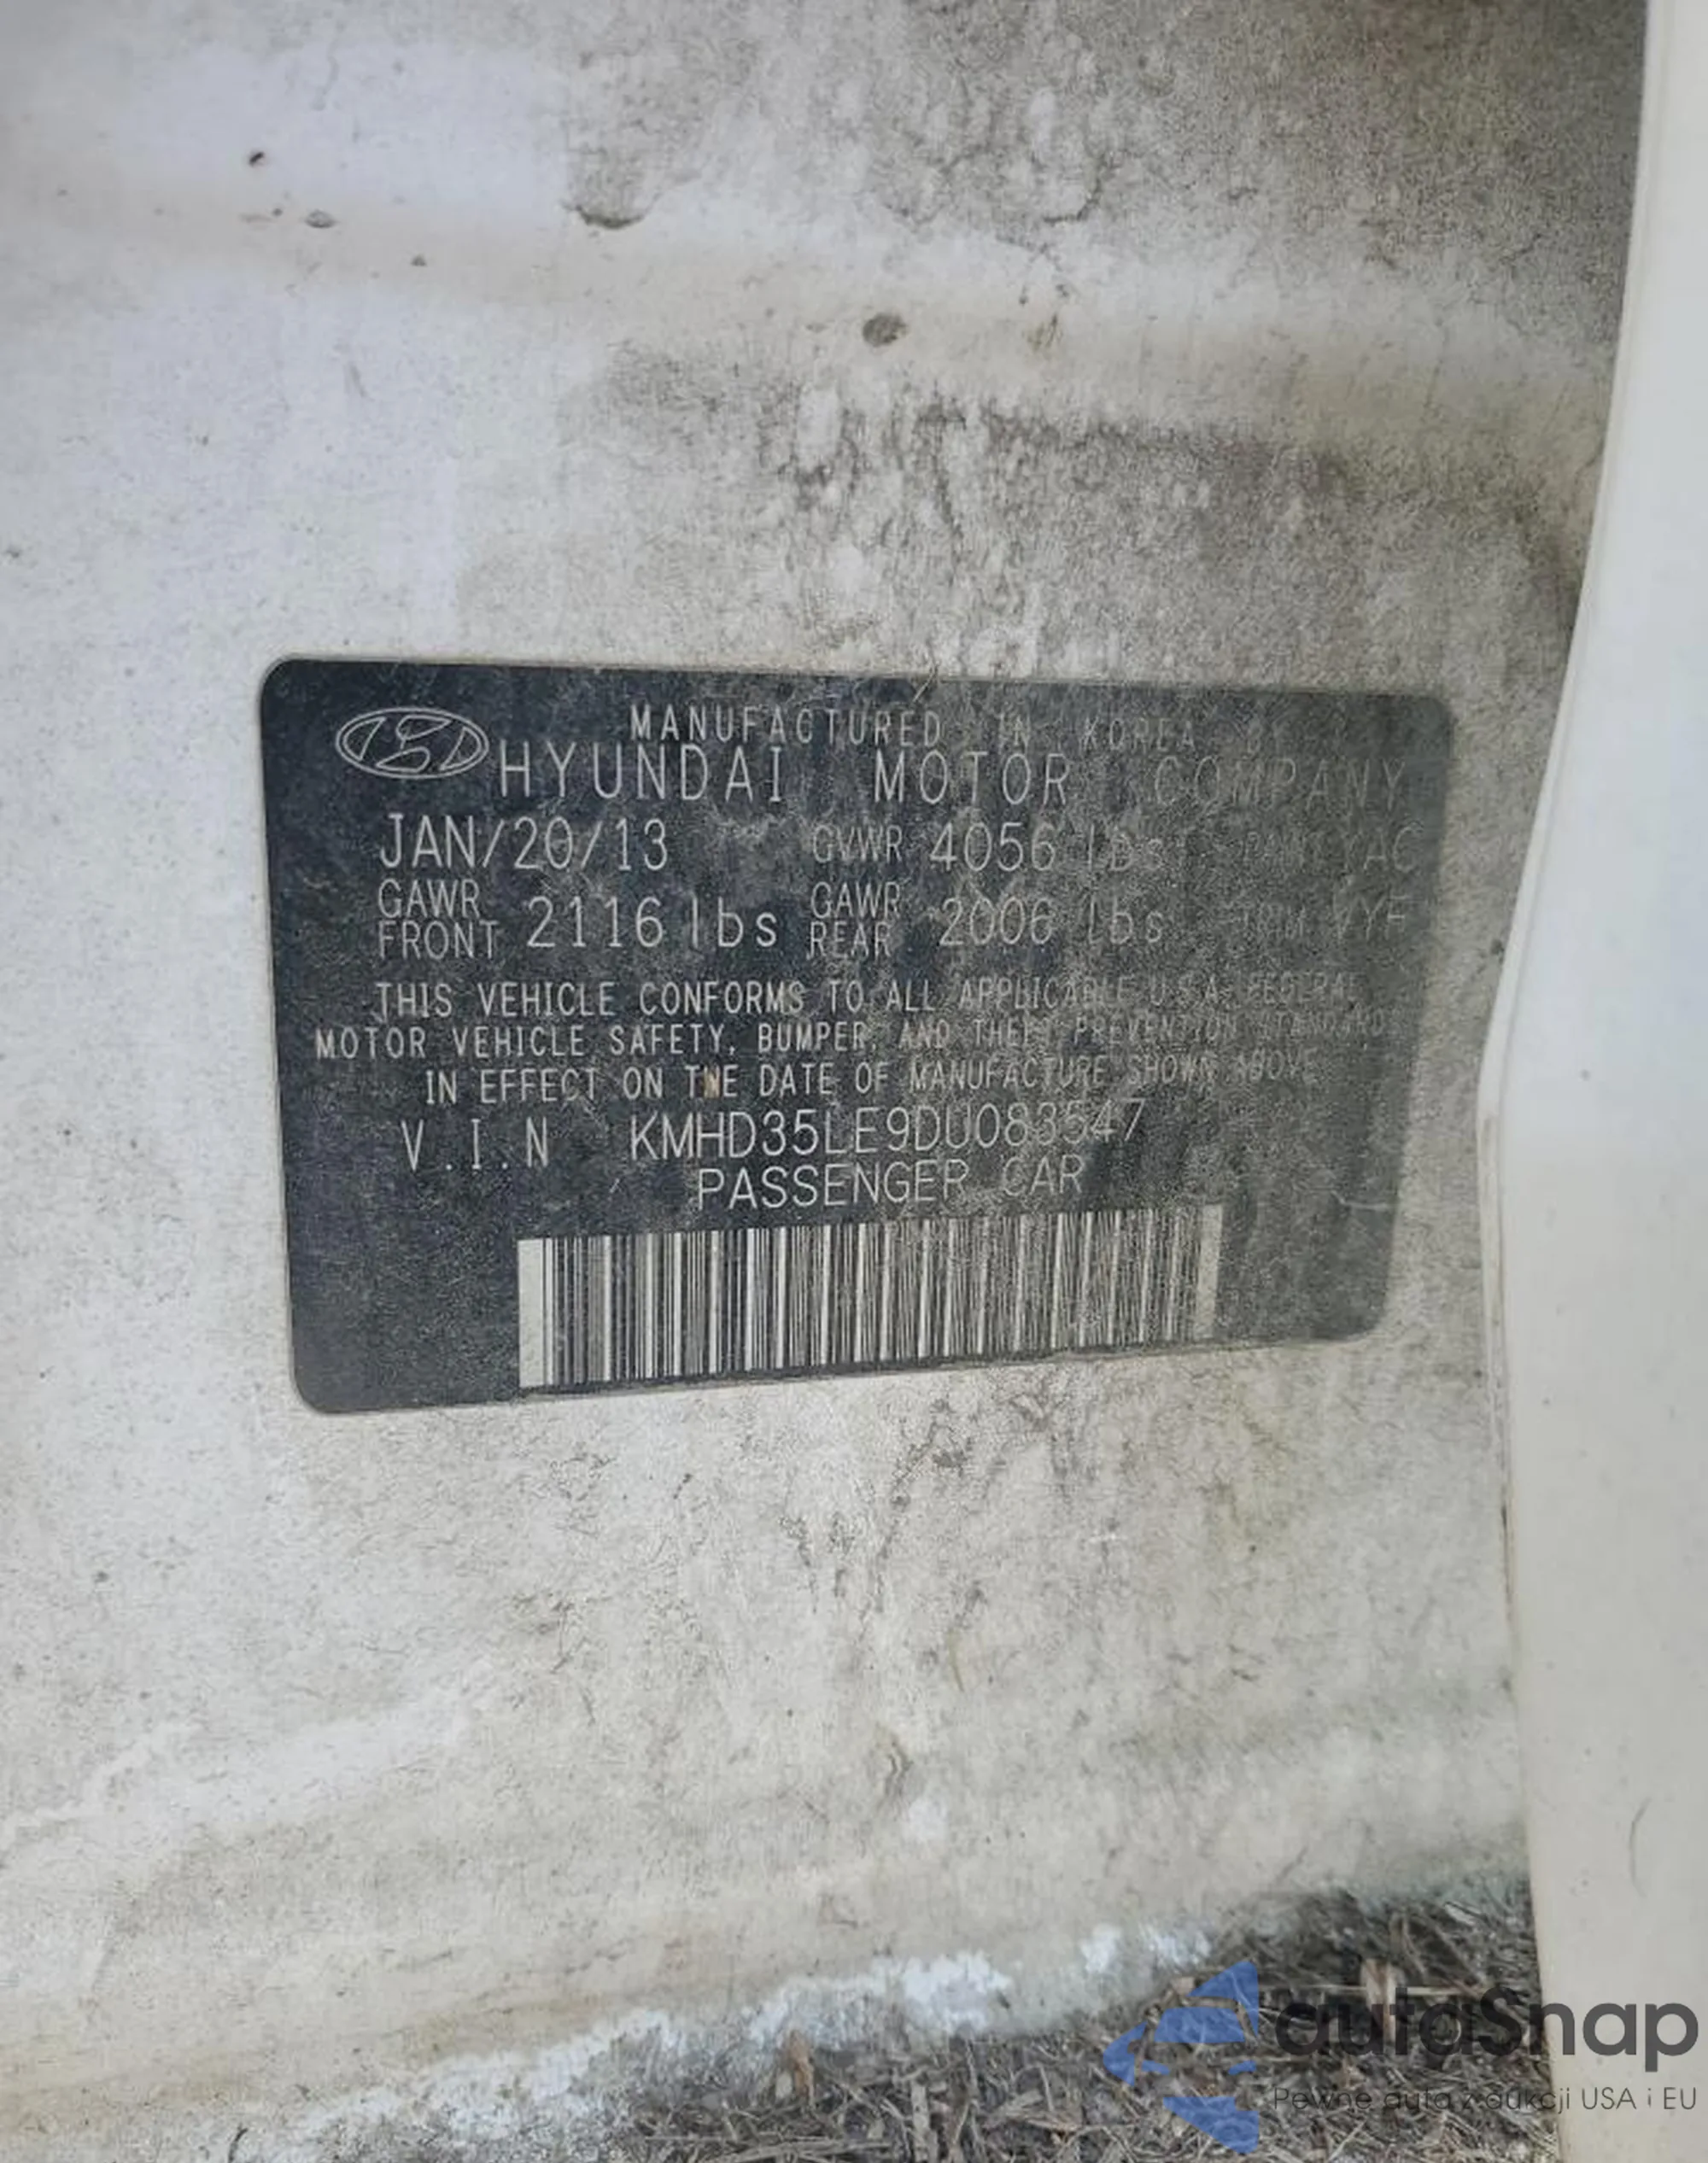 MANUFACTURED IN KOREA BY
HYUNDAI MOTOR COMPANY
JAN/20/13 GVWR 4056 lbs
GAWR FRONT 2116 lbs GAWR REAR 2006 lbs
THIS VEHICLE CONFORMS TO ALL APPLICABLE U.S.A. FEDERAL
MOTOR VEHICLE SAFETY, BUMPER, AND THEFT PREVENTION STANDARDS
IN EFFECT ON THE DATE OF MANUFACTURE SHOWN ABOVE
V.I.N KMHD35LE9DU083547
PASSENGER CAR
autaSnap
Pewne auta z aukcji USA i EU